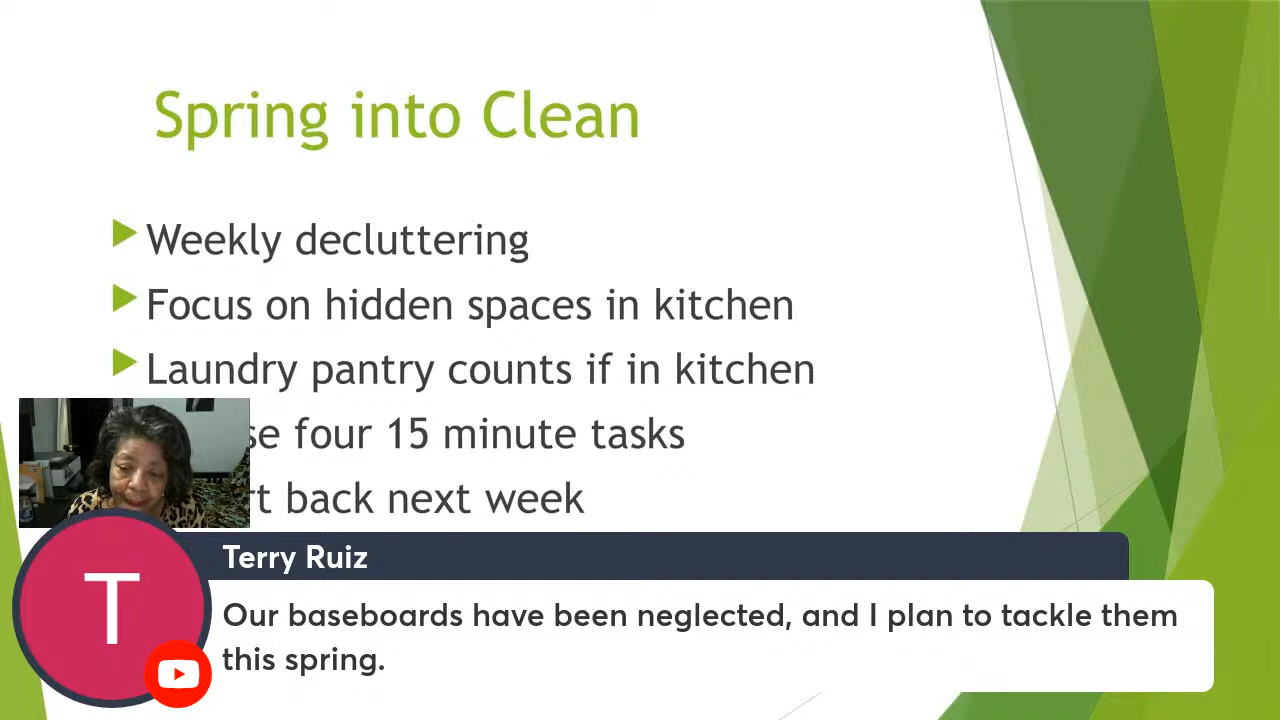 Spring into Clean
Weekly decluttering
Focus on hidden spaces in kitchen
Laundry pantry counts if in kitchen
four 15 minute tasks
back next week
T
Terry Ruiz
Our baseboards have been neglected, and I plan to tackle them
this spring.